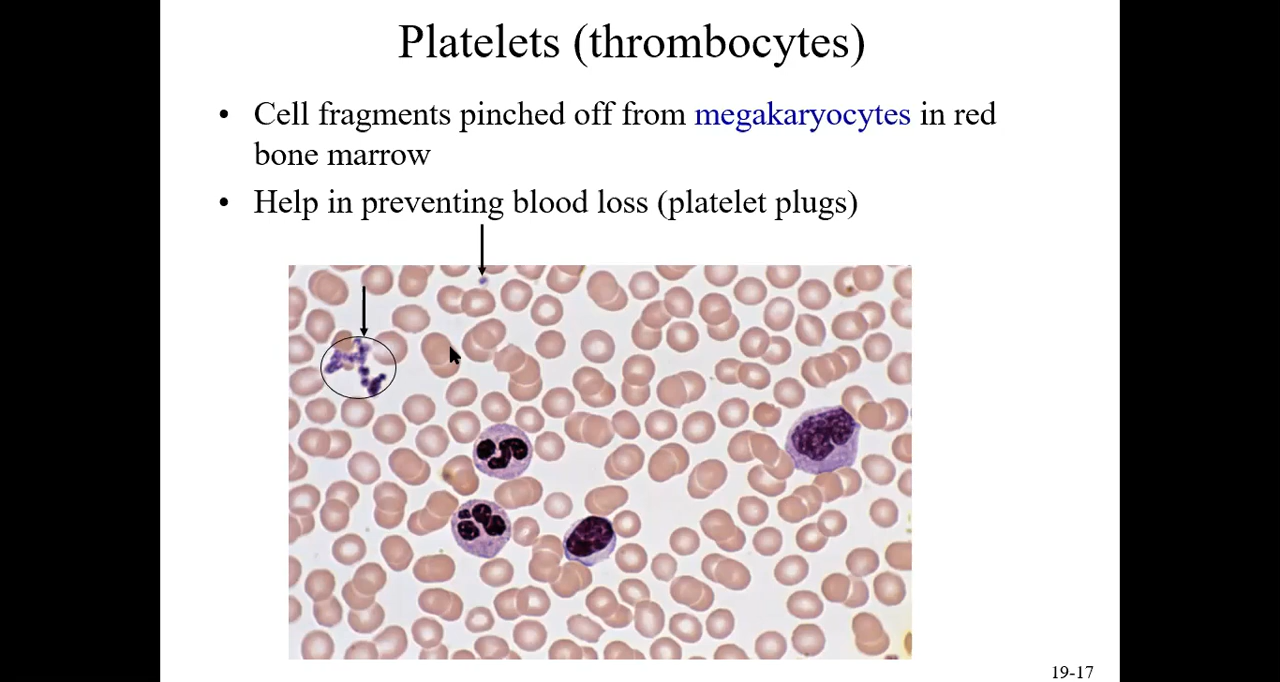 Platelets (thrombocytes)
• Cell fragments pinched off from megakaryocytes in red
bone marrow
• Help in preventing blood loss (platelet plugs)
19-17